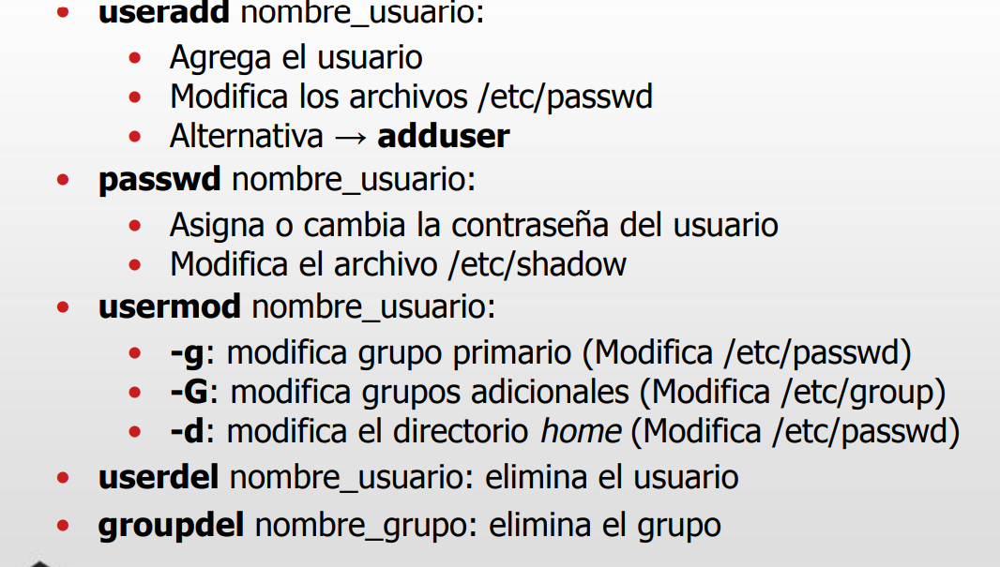 • useradd nombre_usuario:
• Agrega el usuario
• Modifica los archivos /etc/passwd
• Alternativa → adduser
• passwd nombre_usuario:
• Asigna o cambia la contraseña del usuario
• Modifica el archivo /etc/shadow
• usermod nombre_usuario:
• -g: modifica grupo primario (Modifica /etc/passwd)
• -G: modifica grupos adicionales (Modifica /etc/group)
• -d: modifica el directorio home (Modifica /etc/passwd)
• userdel nombre_usuario: elimina el usuario
• groupdel nombre_grupo: elimina el grupo